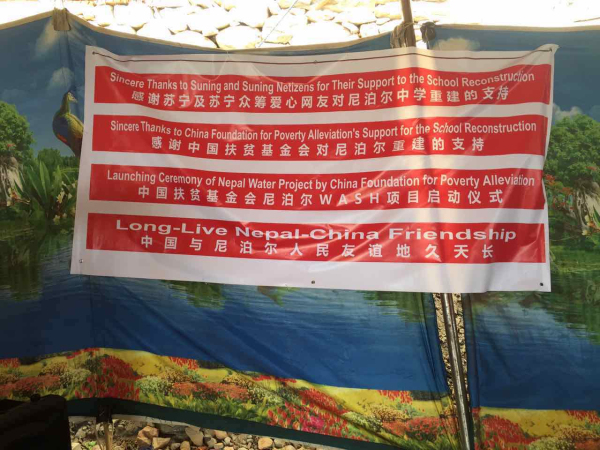 Sincere Thanks to Suning and Suning Netizens for Their Support to the School Reconstruction
感谢苏宁及苏宁众筹爱心网友对尼泊尔中学重建的支持
Sincere Thanks to China Foundation for Poverty Alleviation's Support for the School Reconstruction
感谢中国扶贫基金会对尼泊尔重建的支持
Launching Ceremony of Nepal Water Project by China Foundation for Poverty Alleviation
中国扶贫基金会尼泊尔WASH项目启动仪式
Long-Live Nepal-China Friendship
中国与尼泊尔人民友谊地久天长